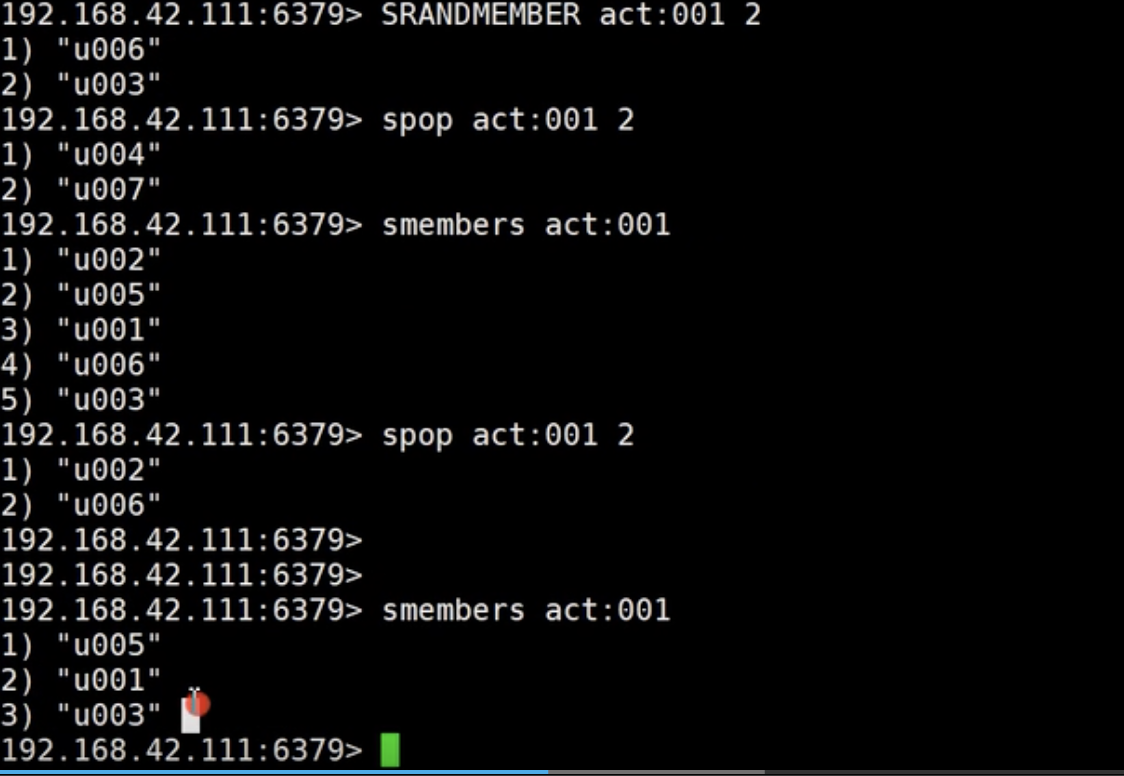 192.168.42.111:6379> SRANDMEMBER act:001 2
1) "u006"
2) "u003"
192.168.42.111:6379> spop act:001 2
1) "u004"
2) "u007"
192.168.42.111:6379> smembers act:001
1) "u002"
2) "u005"
3) "u001"
4) "u006"
5) "u003"
192.168.42.111:6379> spop act:001 2
1) "u002"
2) "u006"
192.168.42.111:6379>
192.168.42.111:6379>
192.168.42.111:6379> smembers act:001
1) "u005"
2) "u001"
3) "u003"
192.168.42.111:6379>